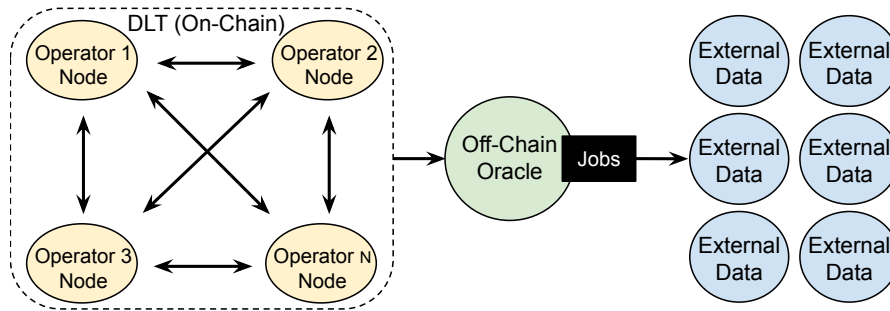 DLT (On-Chain)
Operator 1
Node
Operator 2
Node
Operator 3
Node
Operator N
Node
Off-Chain
Oracle
Jobs
External
Data
External
Data
External
Data
External
Data
External
Data
External
Data